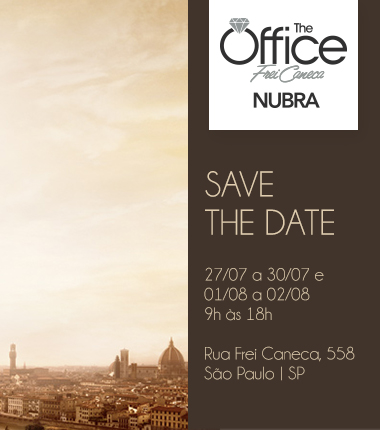 The
Office
Frei Caneca
NUBRA
SAVE
THE DATE
27/07 a 30/07 e
01/08 a 02/08
9h às 18h
Rua Frei Caneca, 558
São Paulo | SP